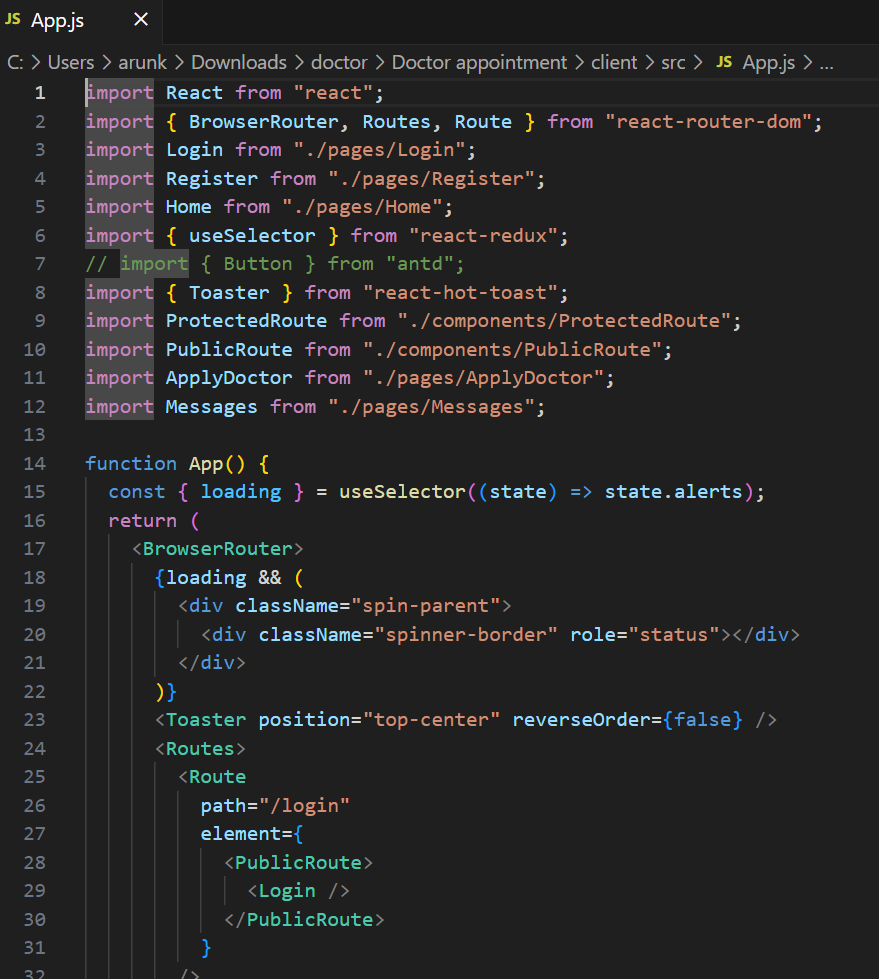 JS App.js ×
C: > Users > arunk > Downloads > doctor > Doctor appointment > client > src > JS App.js > ...
1 import React from "react";
2 import { BrowserRouter, Routes, Route } from "react-router-dom";
3 import Login from "./pages/Login";
4 import Register from "./pages/Register";
5 import Home from "./pages/Home";
6 import { useSelector } from "react-redux";
7 // import { Button } from "antd";
8 import { Toaster } from "react-hot-toast";
9 import ProtectedRoute from "./components/ProtectedRoute";
10 import PublicRoute from "./components/PublicRoute";
11 import ApplyDoctor from "./pages/ApplyDoctor";
12 import Messages from "./pages/Messages";
13
14 function App() {
15   const { loading } = useSelector((state) => state.alerts);
16   return (
17     <BrowserRouter>
18       {loading && (
19         <div className="spin-parent">
20           <div className="spinner-border" role="status"></div>
21         </div>
22       )}
23       <Toaster position="top-center" reverseOrder={false} />
24       <Routes>
25         <Route
26           path="/login"
27           element={
28             <PublicRoute>
29               <Login />
30             </PublicRoute>
31           }
32         />